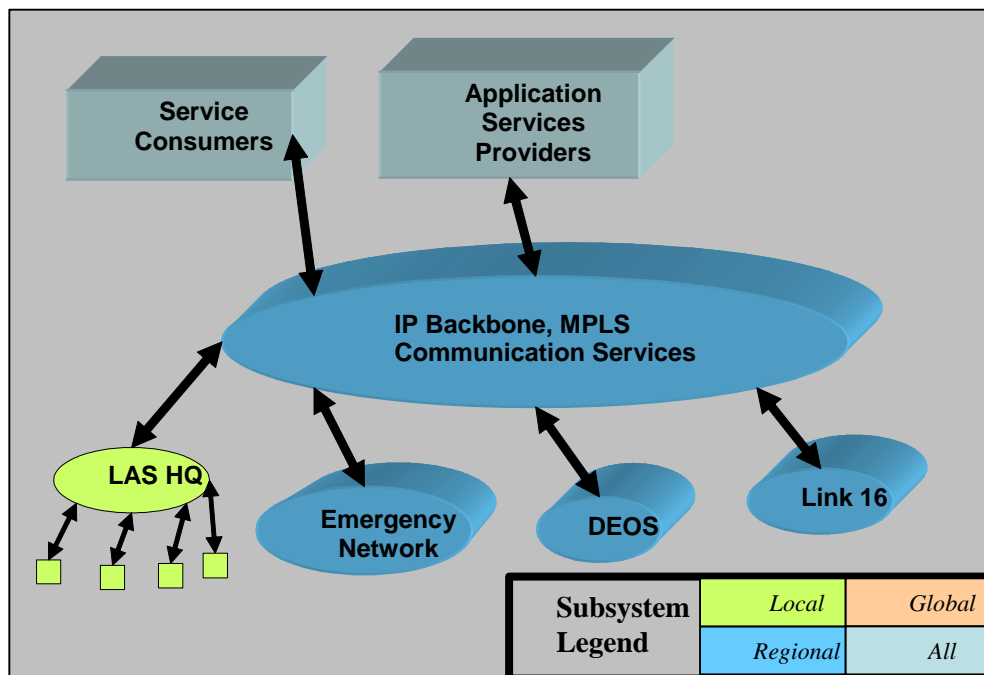 Service
Consumers
Application
Services
Providers
IP Backbone, MPLS
Communication Services
LAS HQ
Emergency
Network
DEOS
Link 16
Subsystem
Legend
Local
Global
Regional
All